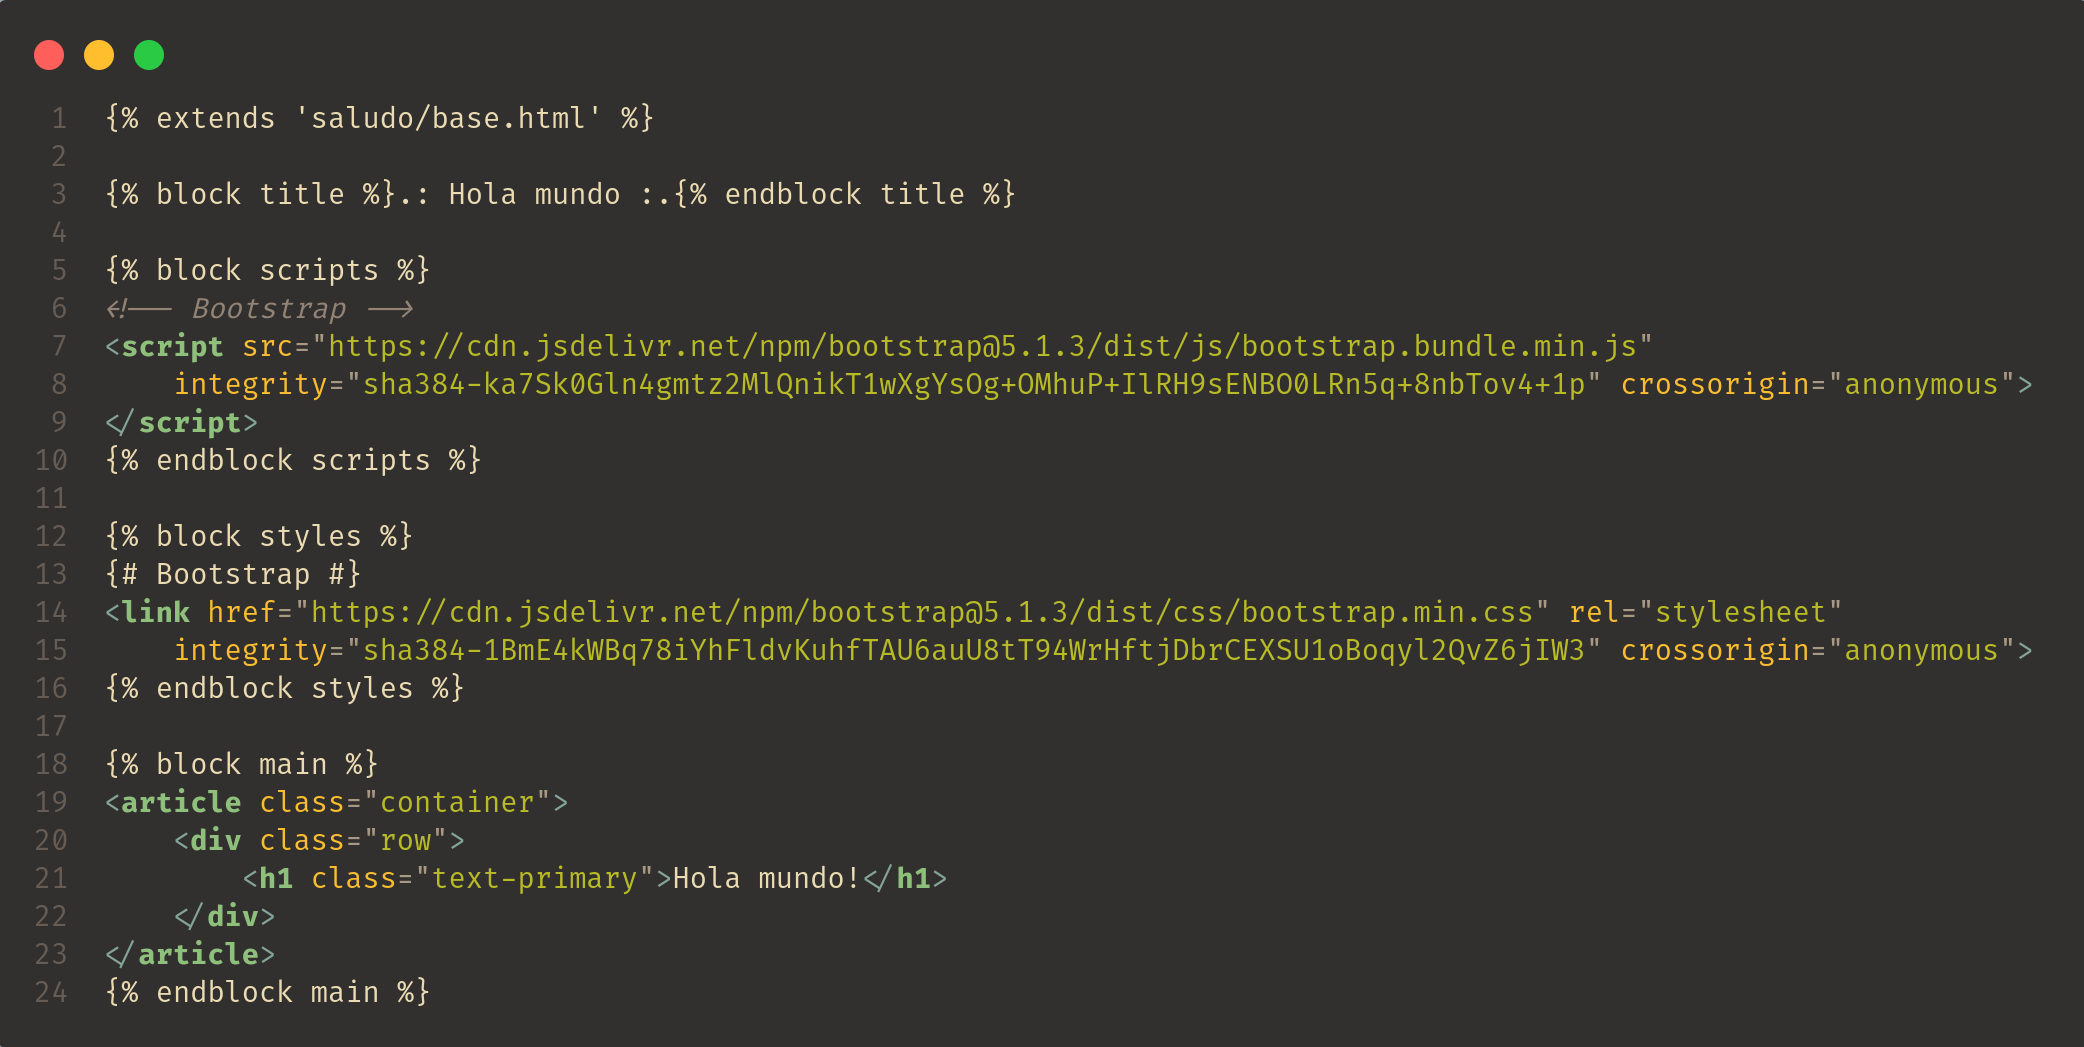 1 {% extends 'saludo/base.html' %}
2
3 {% block title %}.: Hola mundo :.{% endblock title %}
4
5 {% block scripts %}
6 <!-- Bootstrap -->
7 <script src="https://cdn.jsdelivr.net/npm/bootstrap@5.1.3/dist/js/bootstrap.bundle.min.js"
8     integrity="sha384-ka7Sk0Gln4gmtz2MlQnikT1wXgYsOg+OMhuP+IlRH9sENBO0LRn5q+8nbTov4+1p" crossorigin="anonymous">
9 </script>
10 {% endblock scripts %}
11
12 {% block styles %}
13 {# Bootstrap #}
14 <link href="https://cdn.jsdelivr.net/npm/bootstrap@5.1.3/dist/css/bootstrap.min.css" rel="stylesheet"
15     integrity="sha384-1BmE4kWBq78iYhFldvKuhfTAU6auU8tT94WrHftjDbrCEXSU1oBoqyl2QvZ6jIW3" crossorigin="anonymous">
16 {% endblock styles %}
17
18 {% block main %}
19 <article class="container">
20     <div class="row">
21         <h1 class="text-primary">Hola mundo!</h1>
22     </div>
23 </article>
24 {% endblock main %}